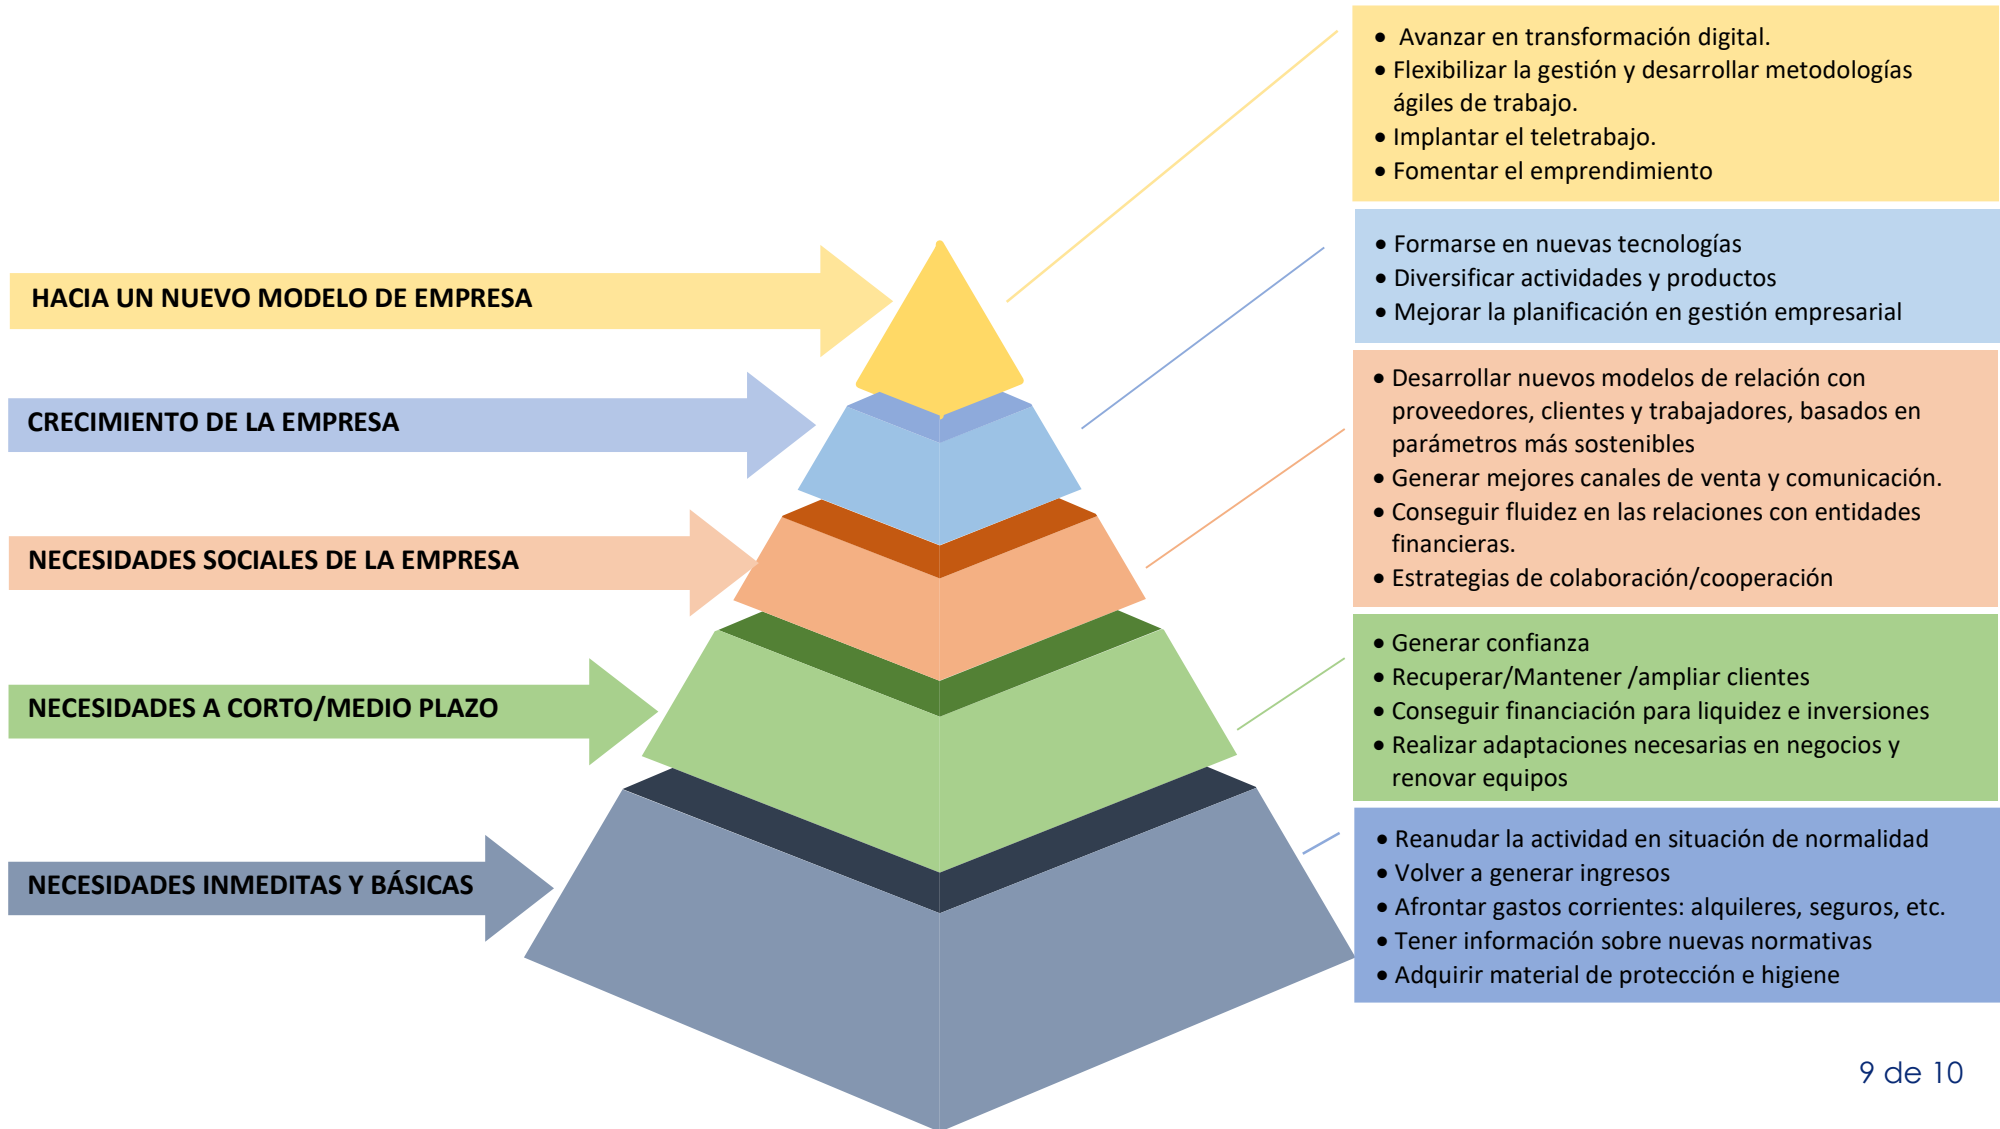 • Avanzar en transformación digital.
• Flexibilizar la gestión y desarrollar metodologías
ágiles de trabajo.
• Implantar el teletrabajo.
• Fomentar el emprendimiento
HACIA UN NUEVO MODELO DE EMPRESA
• Formarse en nuevas tecnologías
• Diversificar actividades y productos
• Mejorar la planificación en gestión empresarial
CRECIMIENTO DE LA EMPRESA
• Desarrollar nuevos modelos de relación con
proveedores, clientes y trabajadores, basados en
parámetros más sostenibles
• Generar mejores canales de venta y comunicación.
• Conseguir fluidez en las relaciones con entidades
financieras.
• Estrategias de colaboración/cooperación
NECESIDADES SOCIALES DE LA EMPRESA
• Generar confianza
• Recuperar/Mantener /ampliar clientes
• Conseguir financiación para liquidez e inversiones
• Realizar adaptaciones necesarias en negocios y
renovar equipos
NECESIDADES A CORTO/MEDIO PLAZO
• Reanudar la actividad en situación de normalidad
• Volver a generar ingresos
• Afrontar gastos corrientes: alquileres, seguros, etc.
• Tener información sobre nuevas normativas
• Adquirir material de protección e higiene
NECESIDADES INMEDITAS Y BÁSICAS
9 de 10